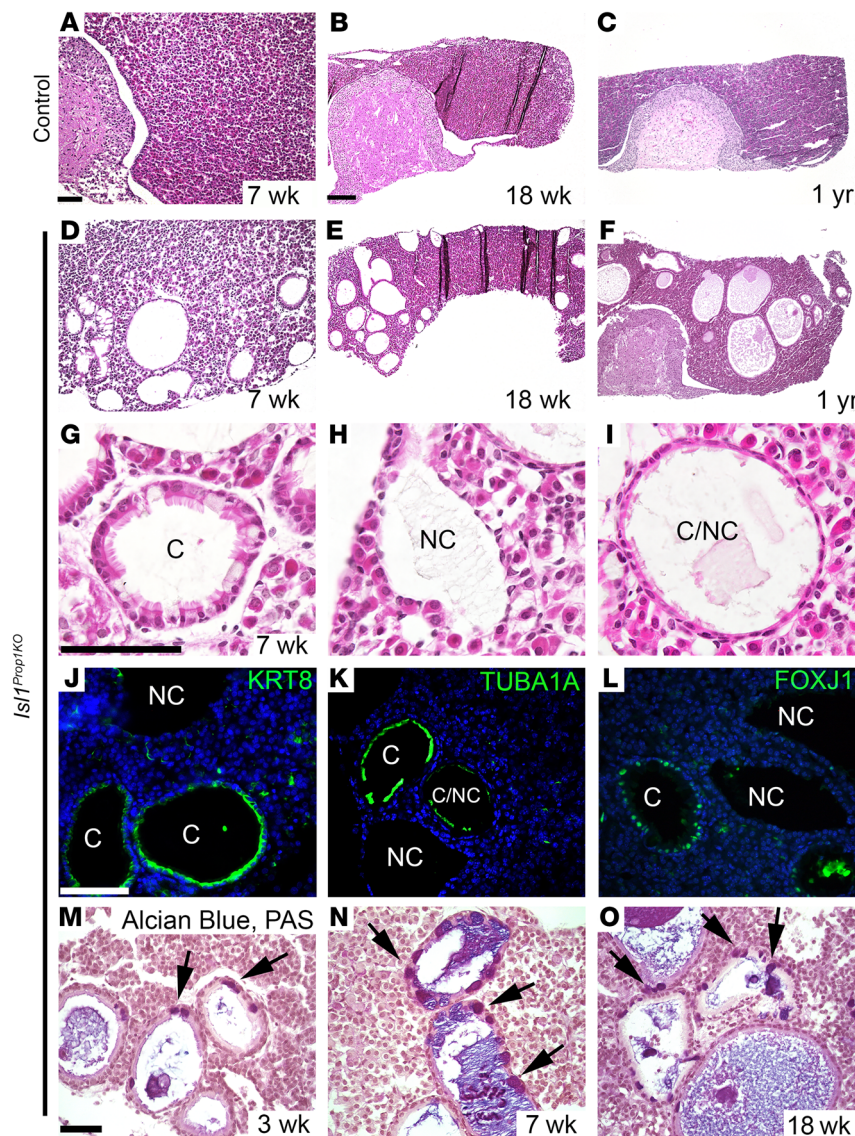 A
B
C
Control
7 wk
18 wk
1 yr
D
E
F
7 wk
18 wk
1 yr
G
H
I
C
NC
C/NC
7 wk
Isl1Prop1KO
J
KRT8
K
TUBA1A
L
FOXJ1
NC
C
C
C
C/NC
NC
NC
C
NC
M
Alcian Blue, PAS
N
O
3 wk
7 wk
18 wk